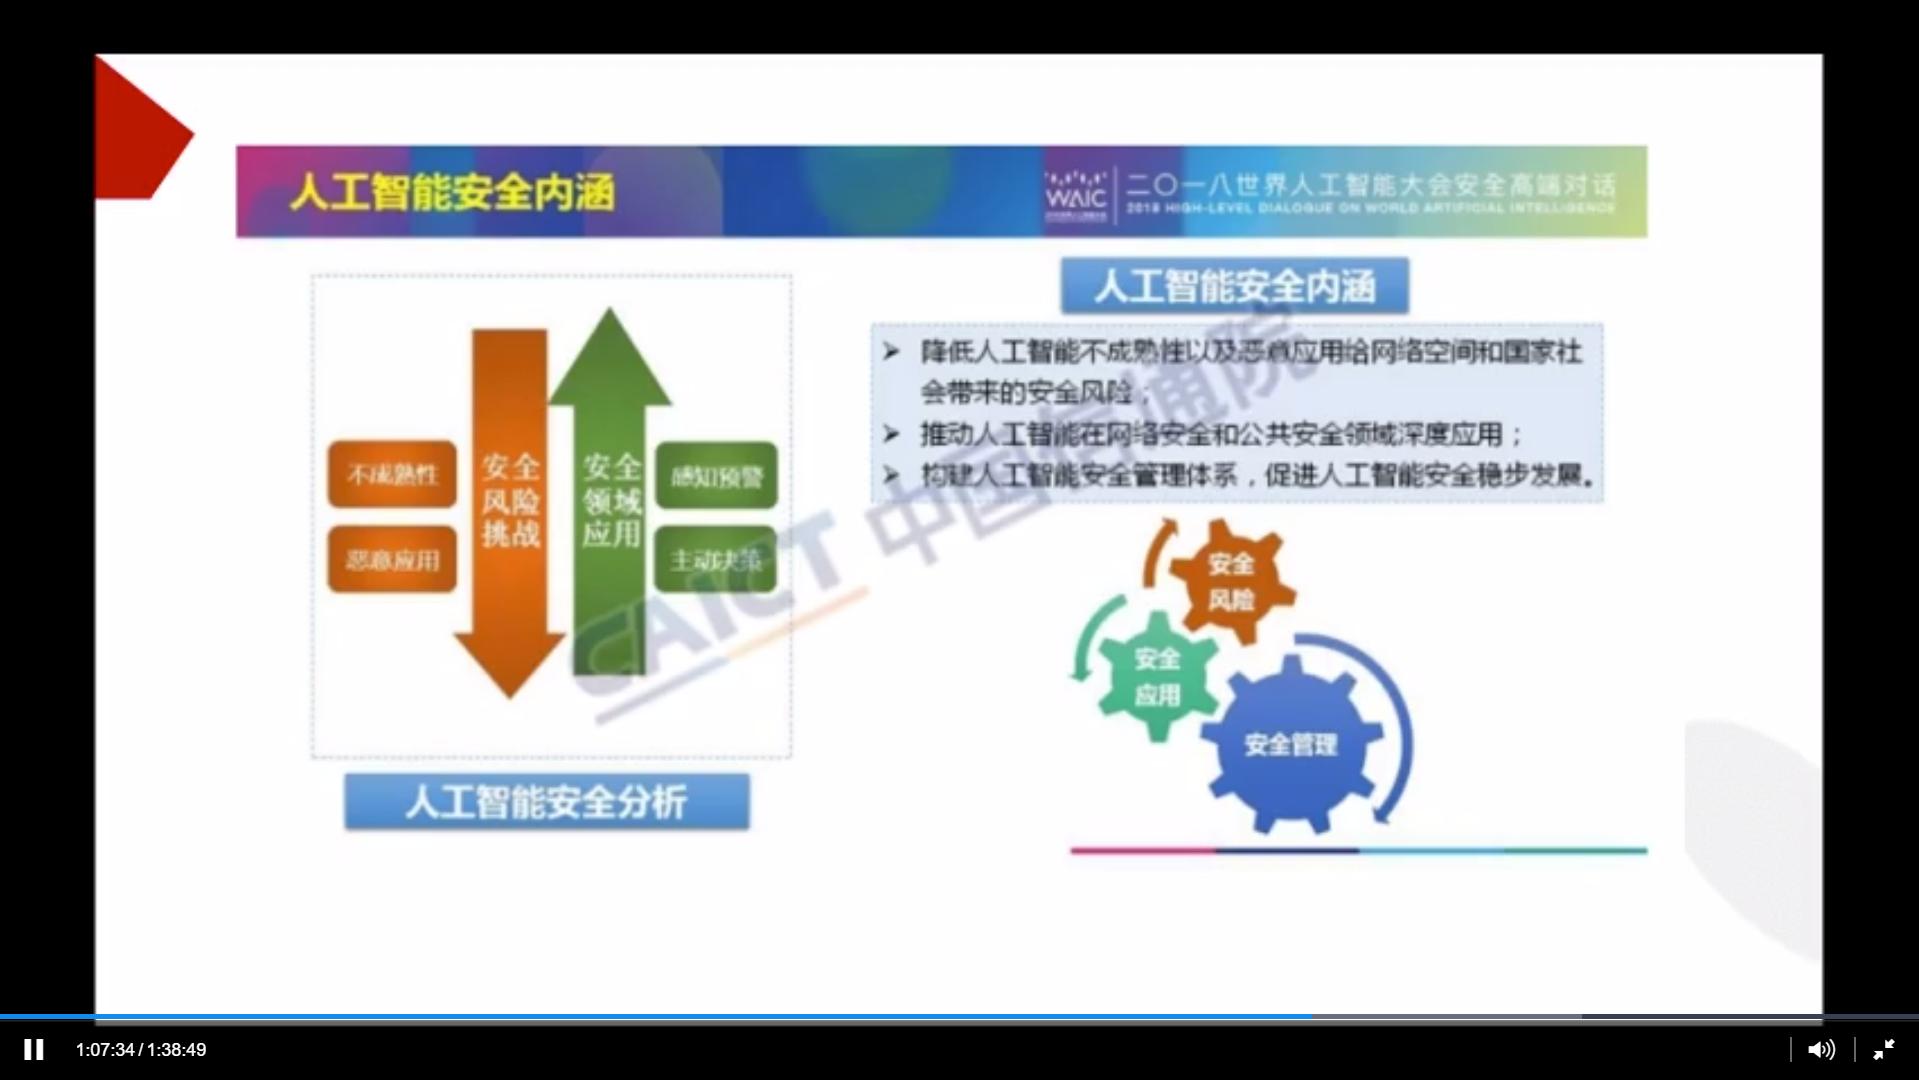 人工智能安全内涵
WAIC
二〇一八世界人工智能大会安全高端对话
2018 HIGH-LEVEL DIALOGUE ON WORLD ARTIFICIAL INTELLIGENCE
不成熟性
恶意应用
安全
风险
挑战
安全
领域
应用
感知预警
主动决策
人工智能安全分析
人工智能安全内涵
➢ 降低人工智能不成熟性以及恶意应用给网络空间和国家社
会带来的安全风险；
➢ 推动人工智能在网络安全和公共安全领域深度应用；
➢ 构建人工智能安全管理体系，促进人工智能安全稳步发展。
安全
风险
安全
应用
安全管理
CAICT 中国信通院
1:07:34 / 1:38:49